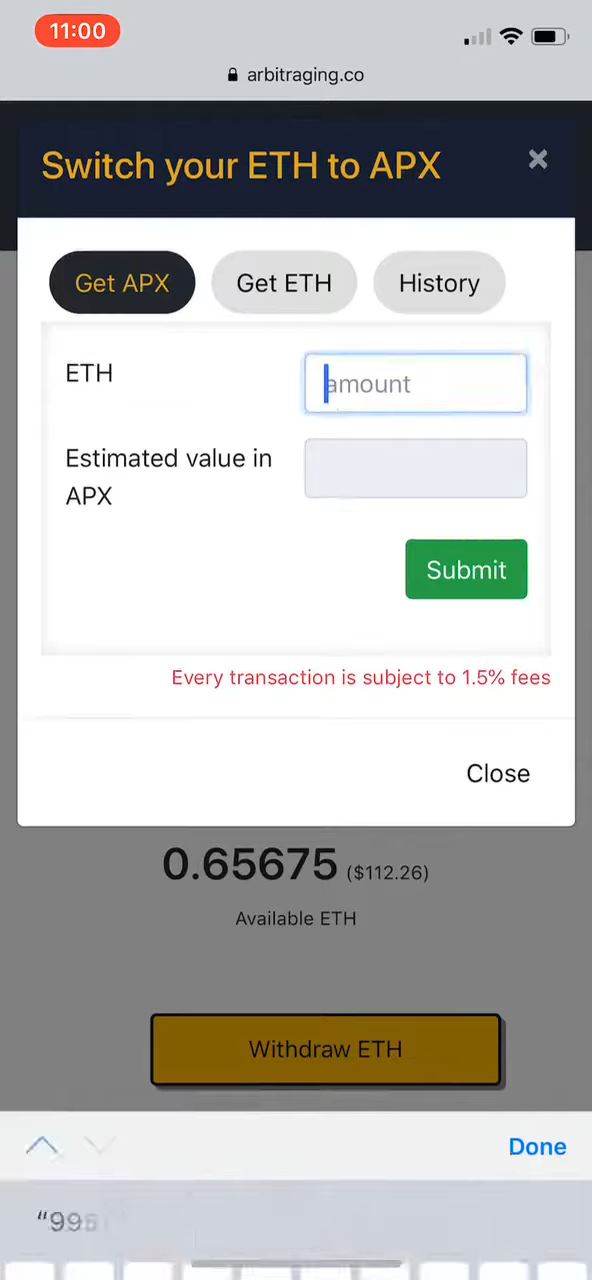 11:00
arbitraging.co
Switch your ETH to APX
×
Get APX Get ETH History
ETH amount
Estimated value in
APX
Submit
Every transaction is subject to 1.5% fees
Close
0.65675 ($112.26)
Available ETH
Withdraw ETH
Done